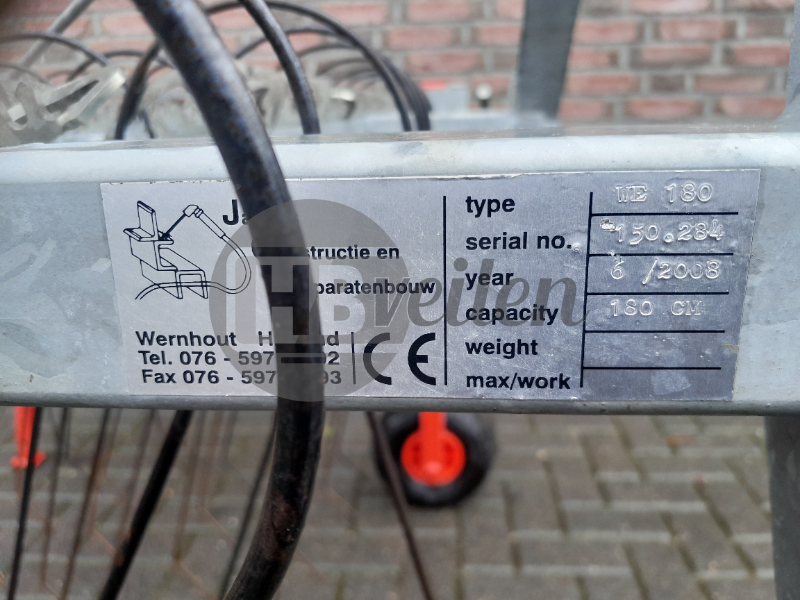 structie en
paratenbouw
Wernhout
Tel. 076 - 597
Fax 076 - 597
CE
type WE 180
serial no. 150.284
year 6 /2008
capacity 180 CM
weight
max/work
HB veilen